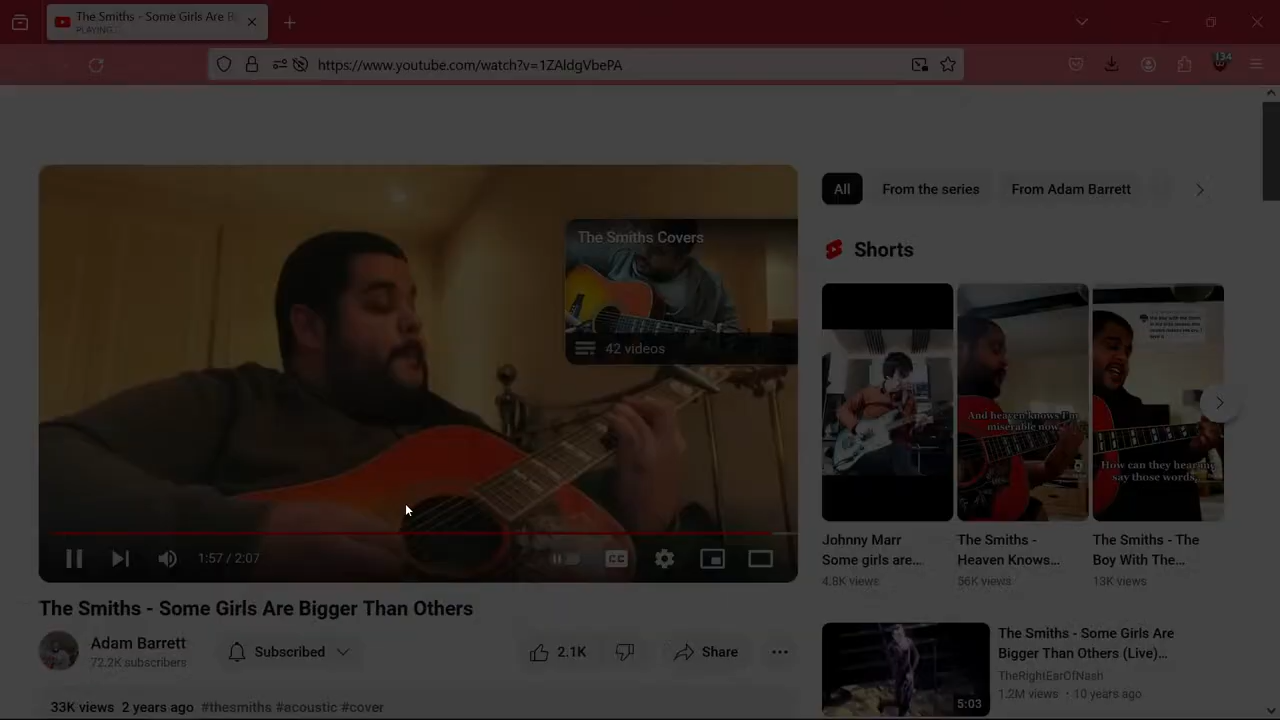 The Smiths - Some Girls Are B
PLAYING
https://www.youtube.com/watch?v=1ZAldgVbePA
134
The Smiths Covers
42 videos
1:57 / 2:07
CC
The Smiths - Some Girls Are Bigger Than Others
Adam Barrett
72.2K subscribers
Subscribed
2.1K
Share
33K views 2 years ago #thesmiths #acoustic #cover
All
From the series
From Adam Barrett
Shorts
And heaven knows I'm
miserable now
How can they hear me
say those words
Johnny Marr
Some girls are...
4.8K views
The Smiths -
Heaven Knows...
56K views
The Smiths - The
Boy With The...
13K views
5:03
The Smiths - Some Girls Are
Bigger Than Others (Live)...
TheRightEarOfNash
1.2M views • 10 years ago